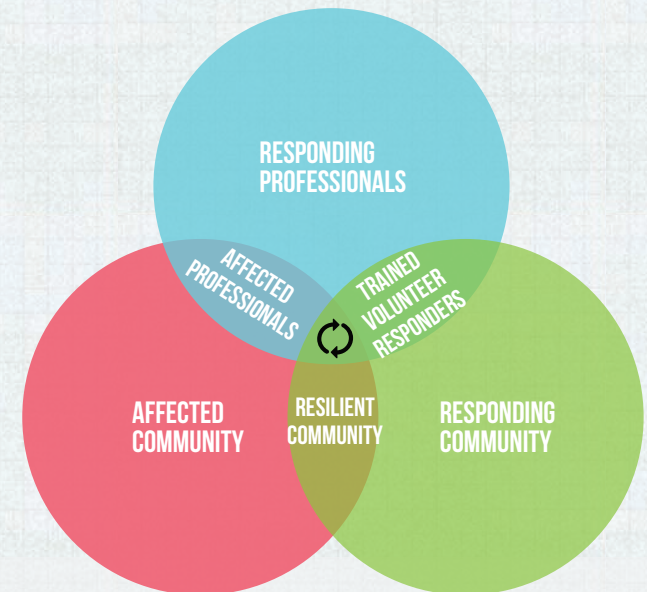 RESPONDING
PROFESSIONALS
AFFECTED
PROFESSIONALS
TRAINED
VOLUNTEER
RESPONDERS
AFFECTED
COMMUNITY
RESILIENT
COMMUNITY
RESPONDING
COMMUNITY